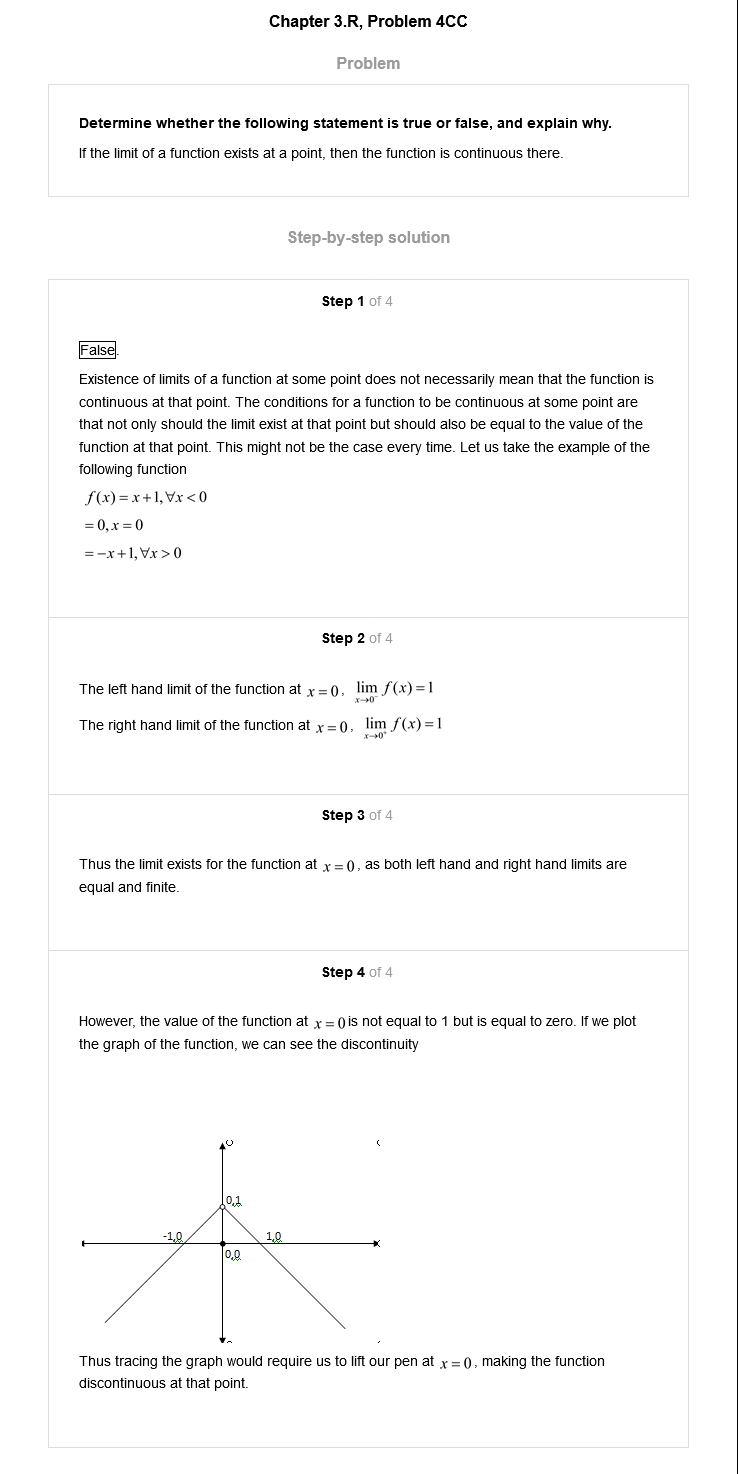 Chapter 3.R, Problem 4CC
Problem
Determine whether the following statement is true or false, and explain why.
If the limit of a function exists at a point, then the function is continuous there.
Step-by-step solution
Step 1 of 4
False.
Existence of limits of a function at some point does not necessarily mean that the function is
continuous at that point. The conditions for a function to be continuous at some point are
that not only should the limit exist at that point but should also be equal to the value of the
function at that point. This might not be the case every time. Let us take the example of the
following function
f(x) = x+1, ∀x < 0
= 0, x = 0
= −x+1, ∀x > 0
Step 2 of 4
The left hand limit of the function at x = 0, lim x→0⁻ f(x) = 1
The right hand limit of the function at x = 0, lim x→0⁺ f(x) = 1
Step 3 of 4
Thus the limit exists for the function at x = 0, as both left hand and right hand limits are
equal and finite.
Step 4 of 4
However, the value of the function at x = 0 is not equal to 1 but is equal to zero. If we plot
the graph of the function, we can see the discontinuity
0,1
-1,0 1,0
0,0
Thus tracing the graph would require us to lift our pen at x = 0, making the function
discontinuous at that point.